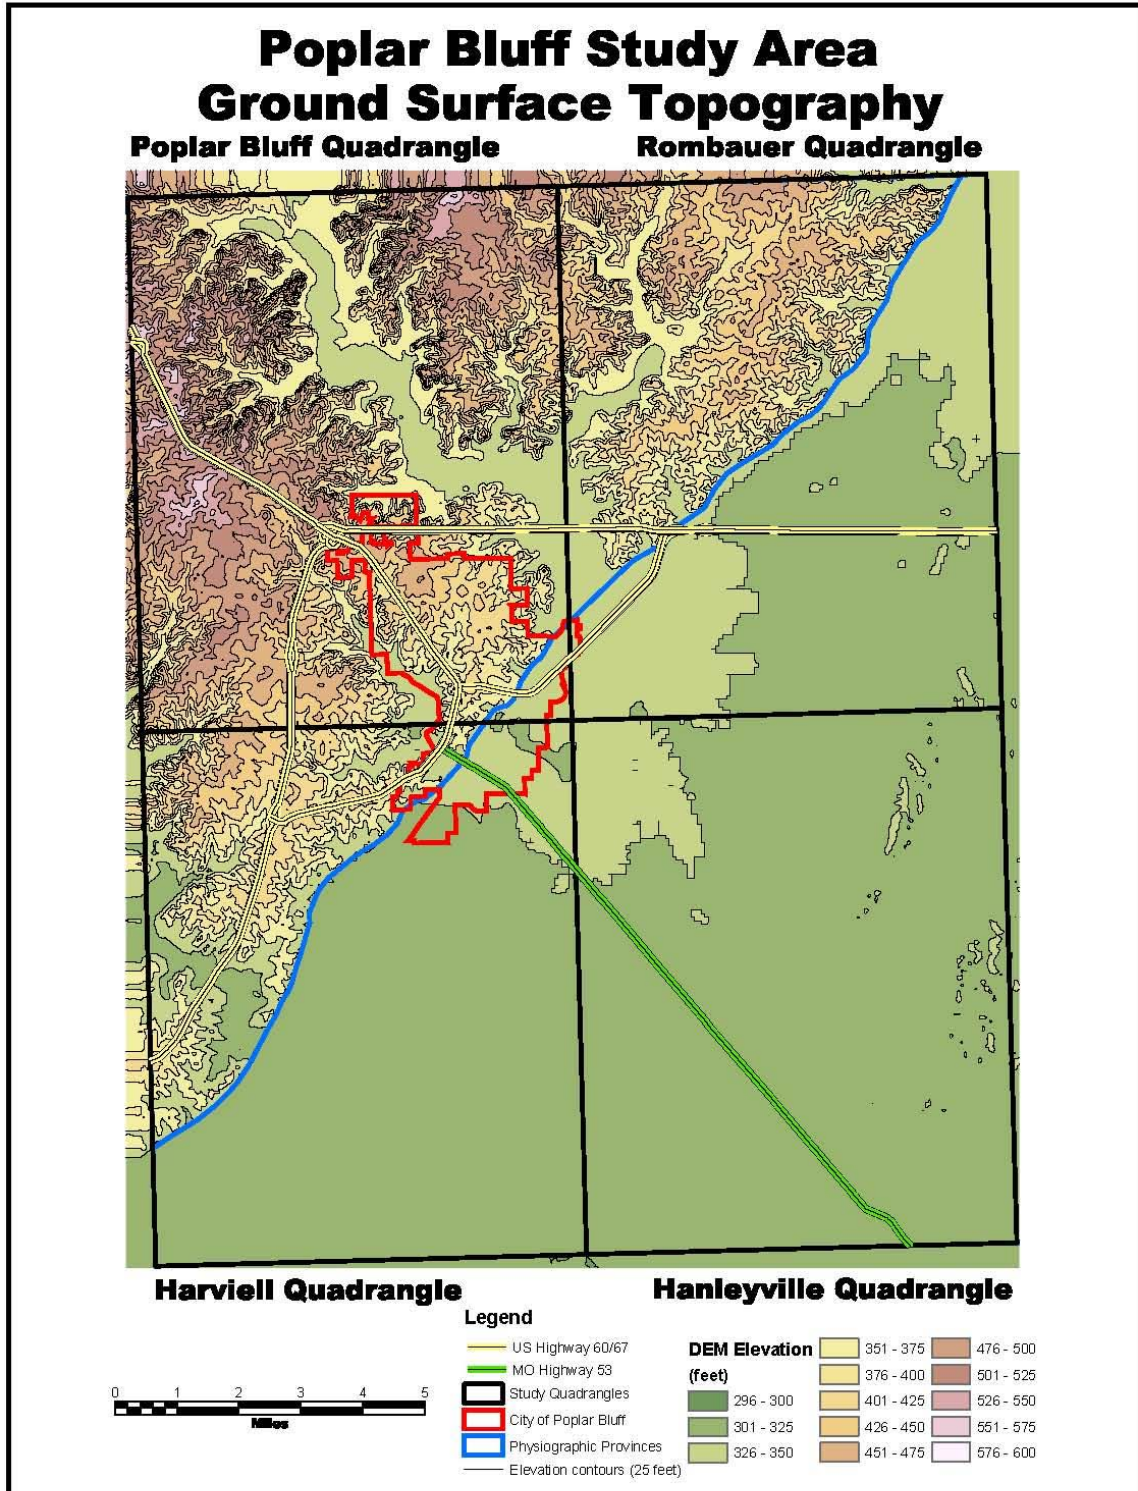 Poplar Bluff Study Area
Ground Surface Topography
Poplar Bluff Quadrangle
Rombauer Quadrangle
Harviell Quadrangle
Hanleyville Quadrangle
Legend
US Highway 60/67
MO Highway 53
Study Quadrangles
City of Poplar Bluff
Physiographic Provinces
Elevation contours (25 feet)
0 1 2 3 4 5
Miles
DEM Elevation
(feet)
296 - 300
301 - 325
326 - 350
351 - 375
376 - 400
401 - 425
426 - 450
451 - 475
476 - 500
501 - 525
526 - 550
551 - 575
576 - 600